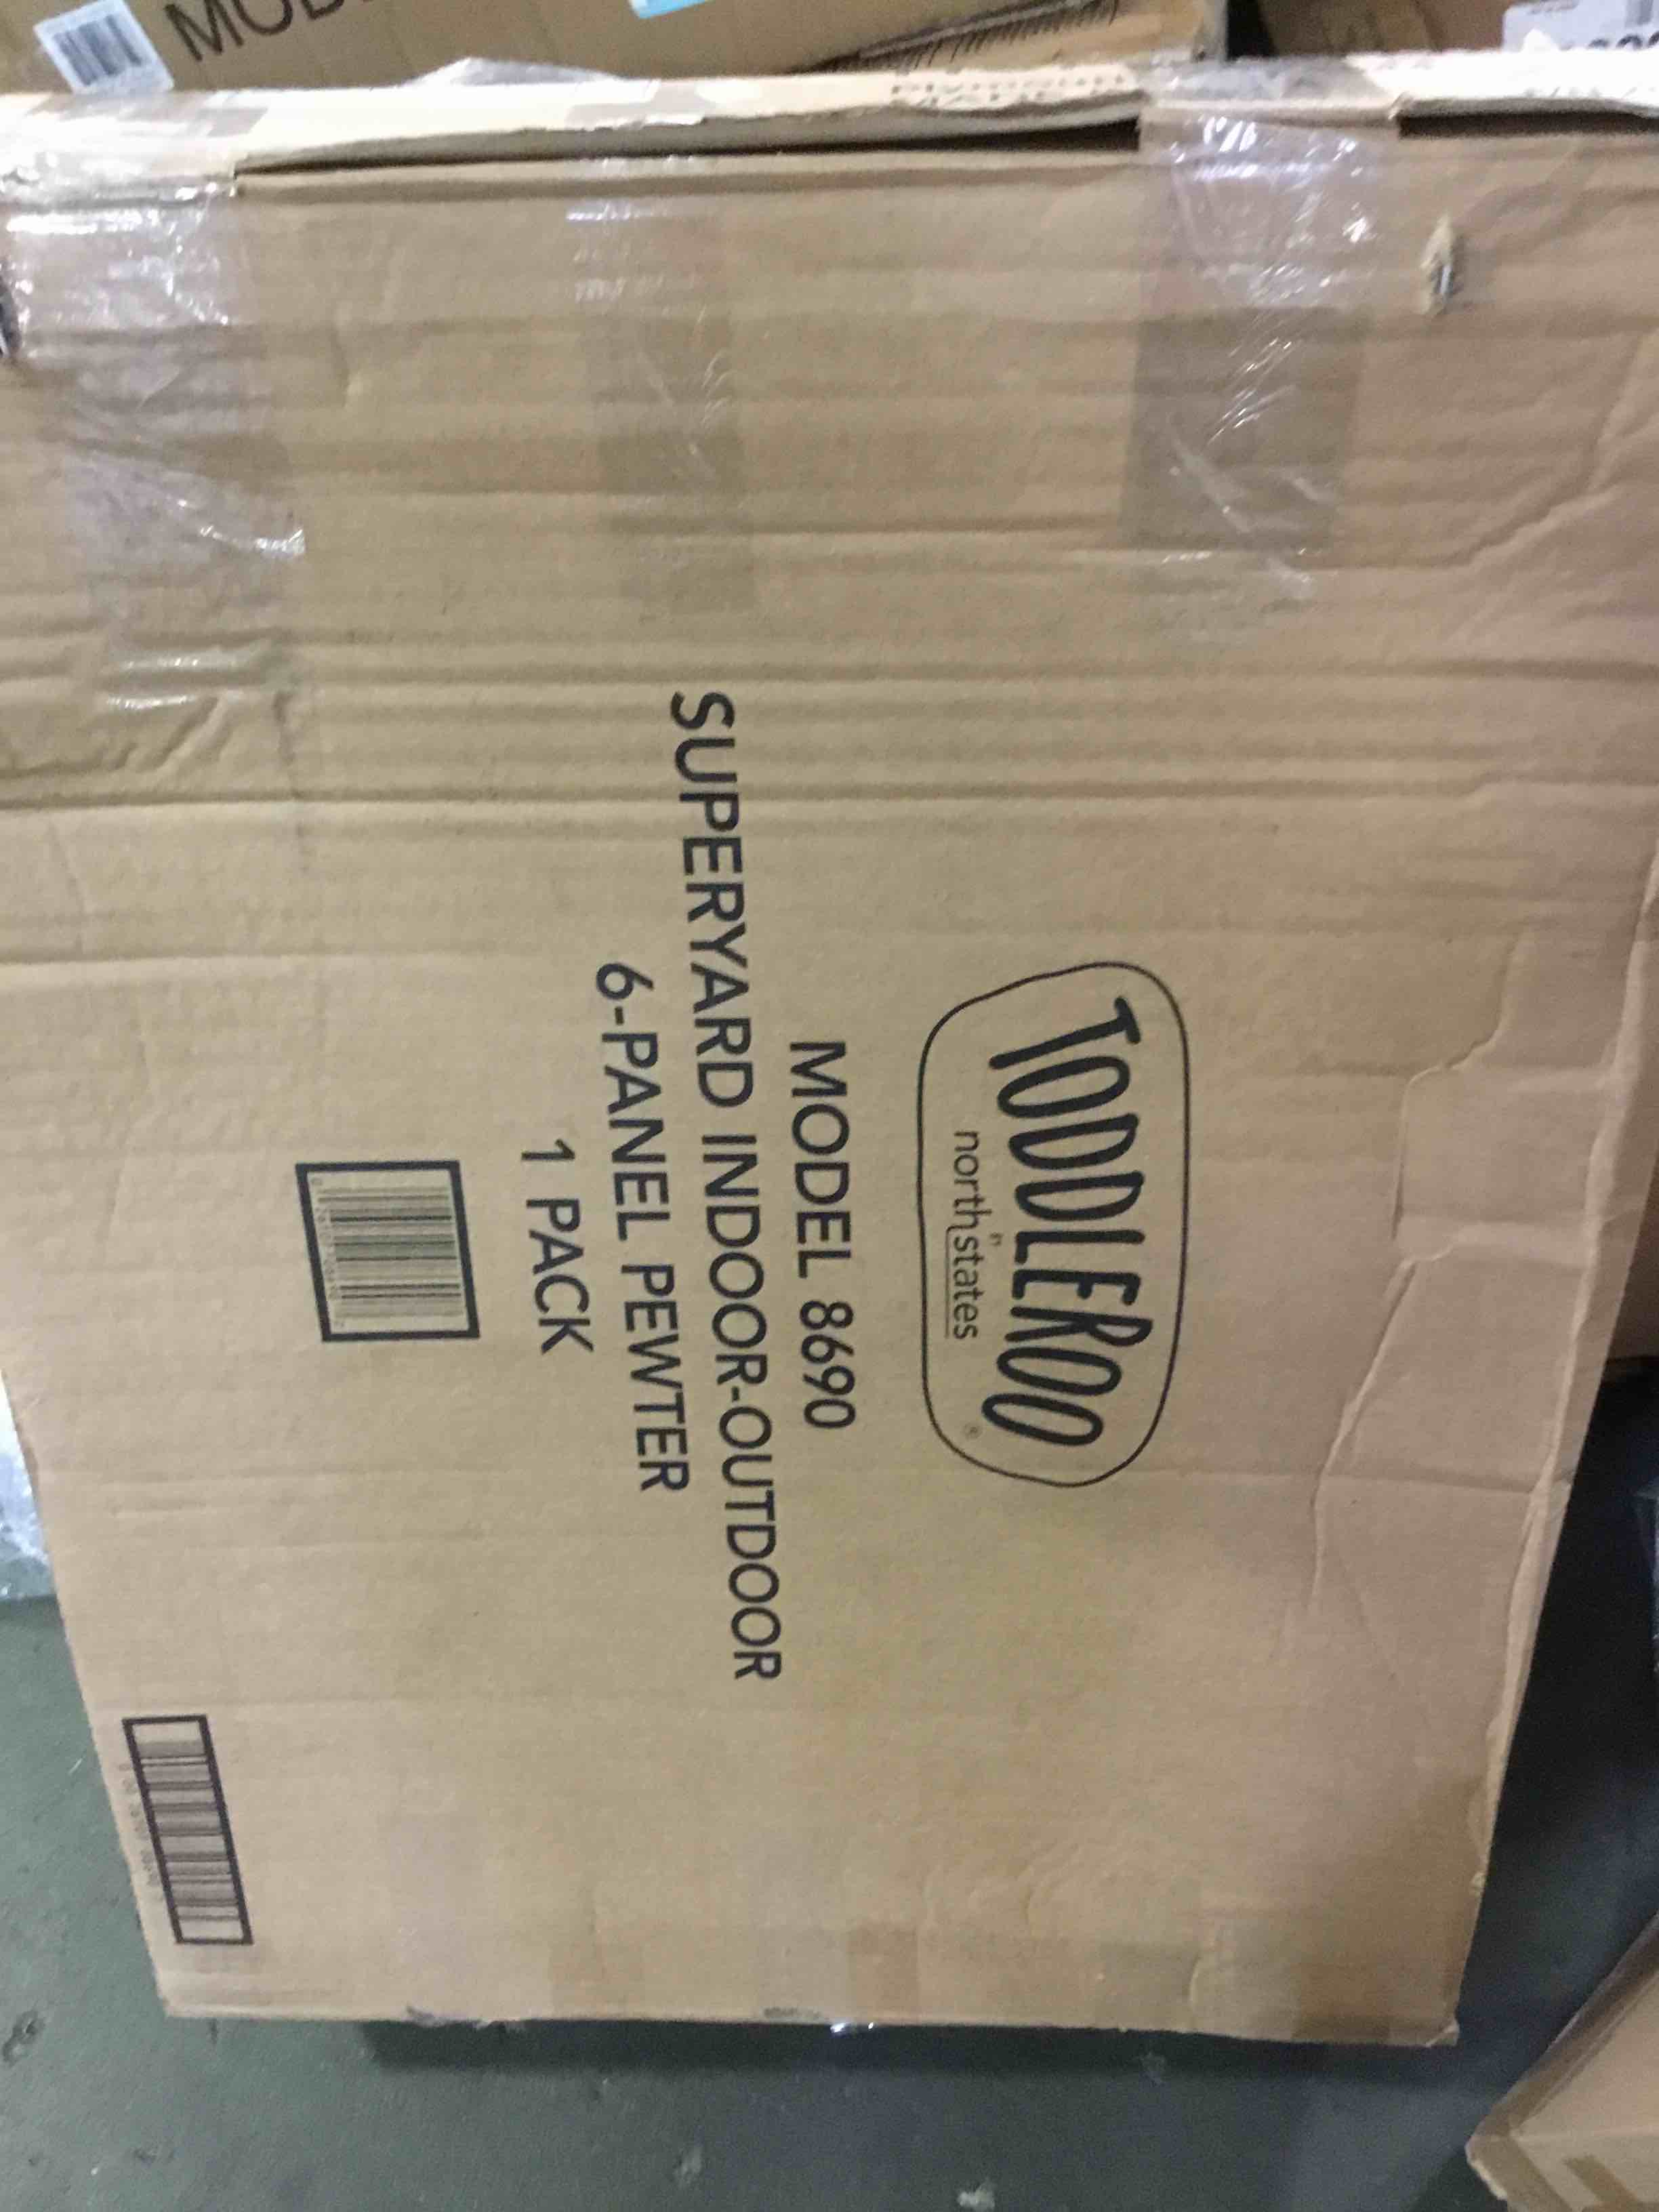 TODDLEROO
north states
MODEL 8690
SUPERYARD INDOOR-OUTDOOR
6-PANEL PEWTER
1 PACK